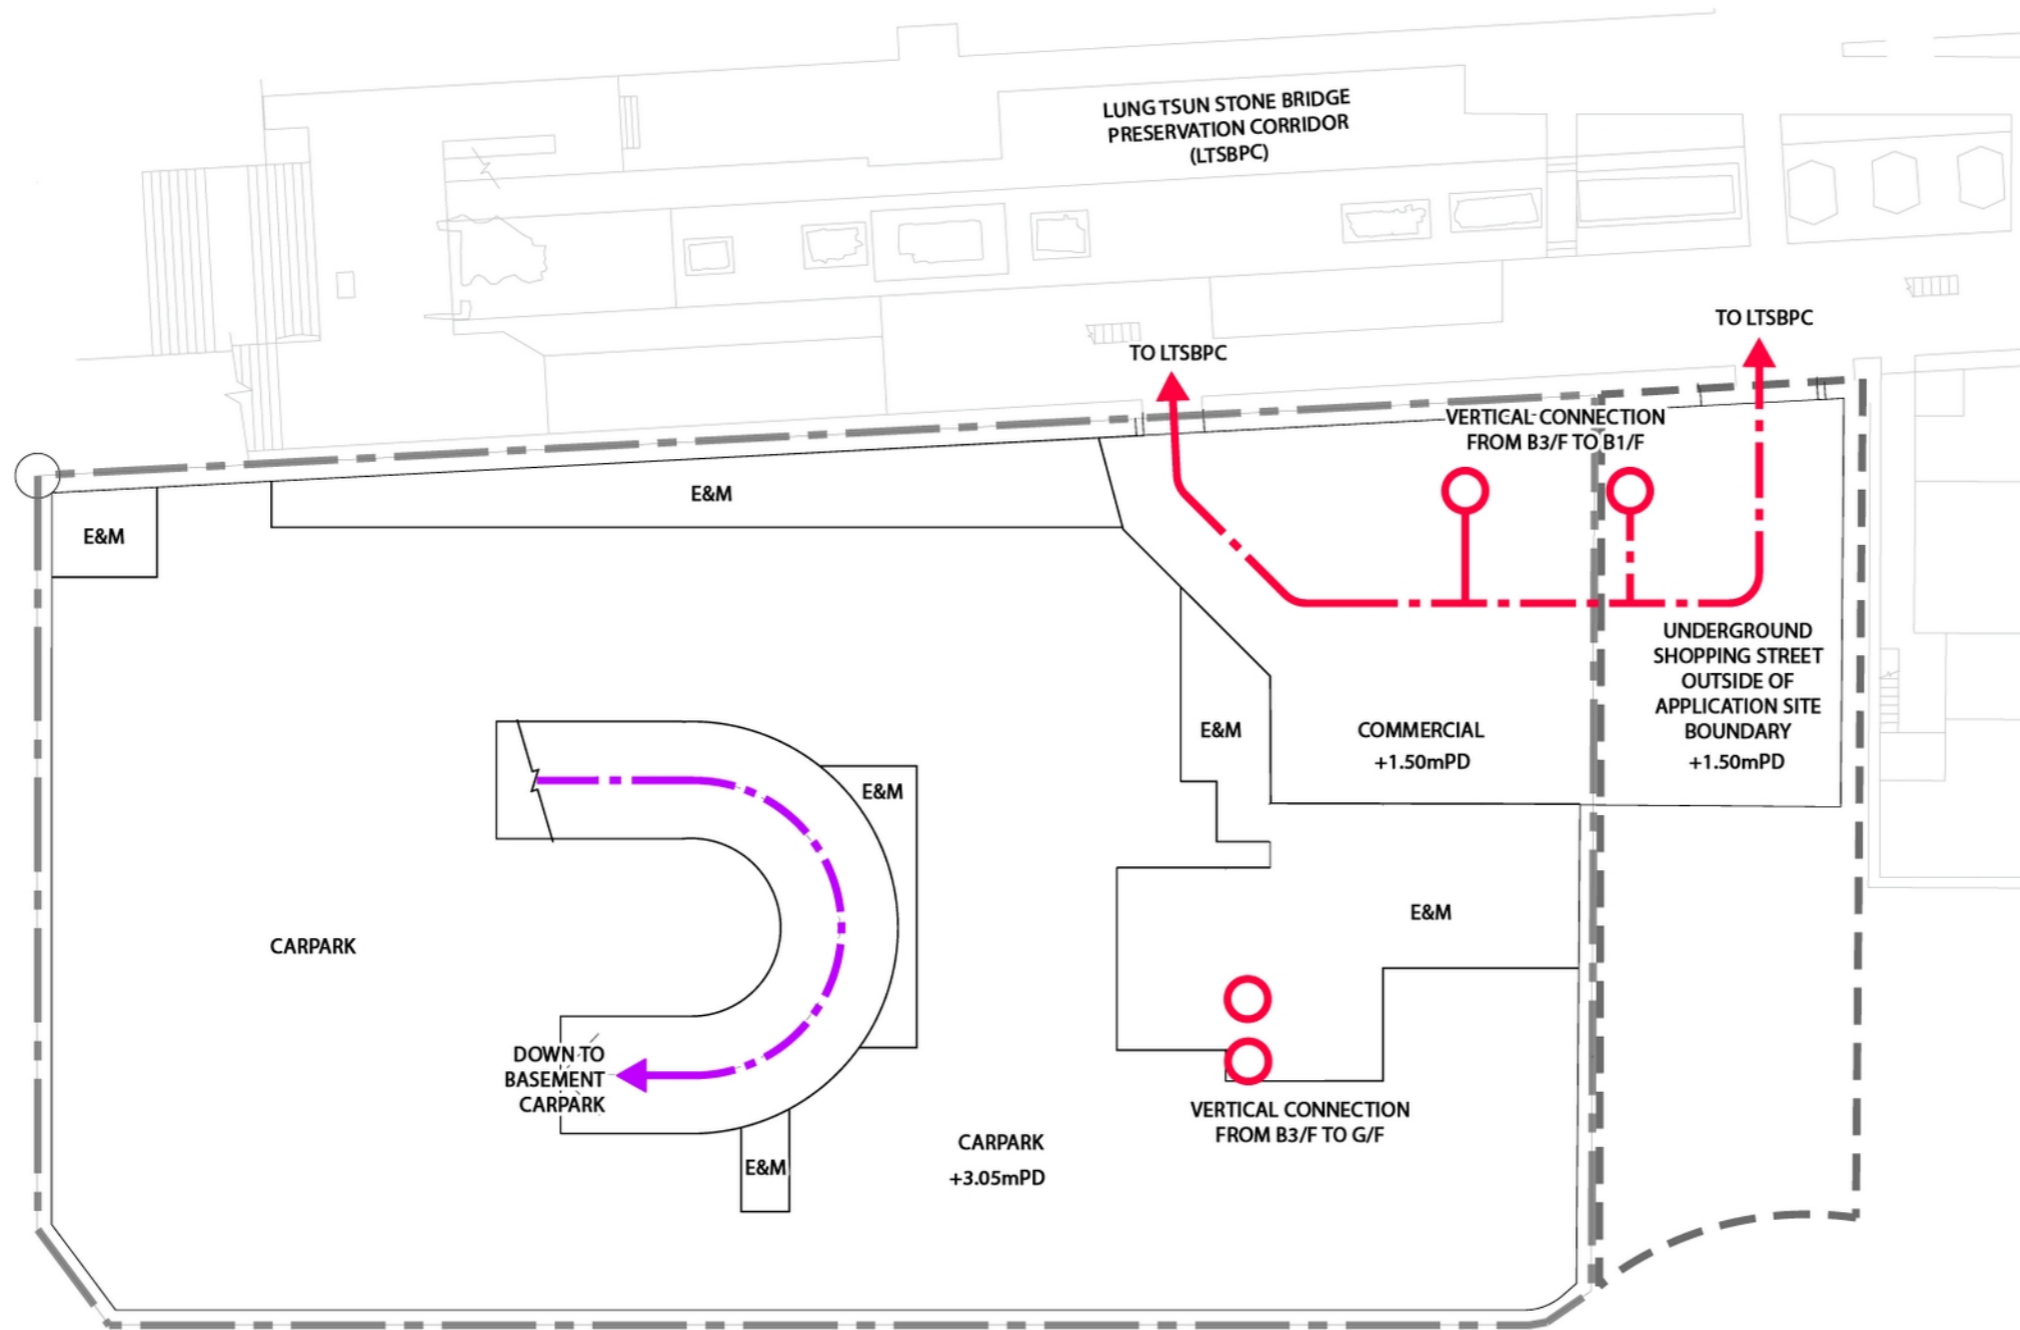 LUNG TSUN STONE BRIDGE
PRESERVATION CORRIDOR
(LTSBPC)
TO LTSBPC
TO LTSBPC
VERTICAL CONNECTION
FROM B3/F TO B1/F
E&M
E&M
UNDERGROUND
SHOPPING STREET
OUTSIDE OF
APPLICATION SITE
BOUNDARY
+1.50mPD
E&M
COMMERCIAL
+1.50mPD
E&M
E&M
CARPARK
DOWN TO
BASEMENT
CARPARK
VERTICAL CONNECTION
FROM B3/F TO G/F
CARPARK
+3.05mPD
E&M